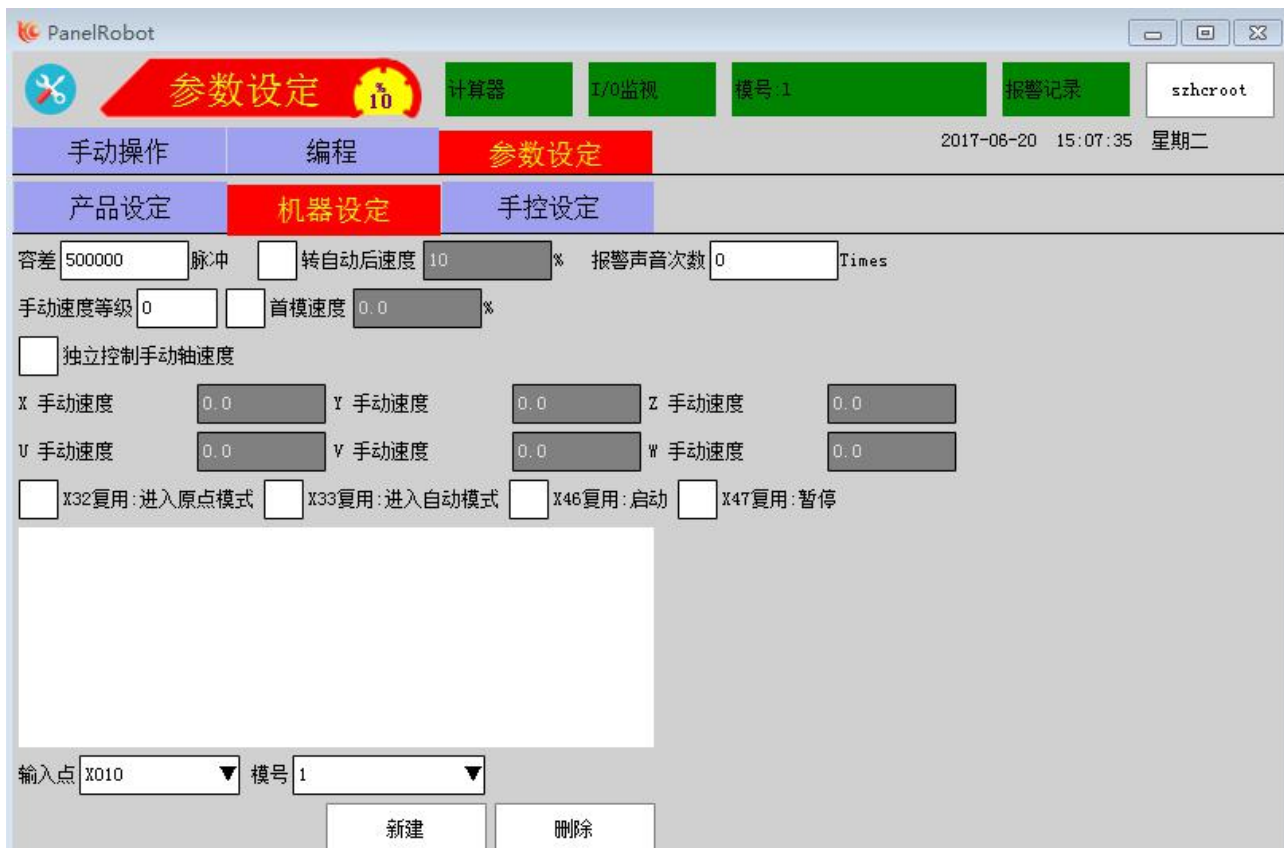 PanelRobot
参数设定 % 10 计算器 I/O监视 模号:1 报警记录 szhcroot
手动操作 编程 参数设定 2017-06-20 15:07:35 星期二
产品设定 机器设定 手控设定
容差 500000 脉冲 转自动后速度 10 % 报警声音次数 0 Times
手动速度等级 0 首模速度 0.0 %
独立控制手动轴速度
X 手动速度 0.0 Y 手动速度 0.0 Z 手动速度 0.0
U 手动速度 0.0 V 手动速度 0.0 W 手动速度 0.0
X32复用:进入原点模式 X33复用:进入自动模式 X46复用:启动 X47复用:暂停
输入点 X010 模号 1
新建 删除